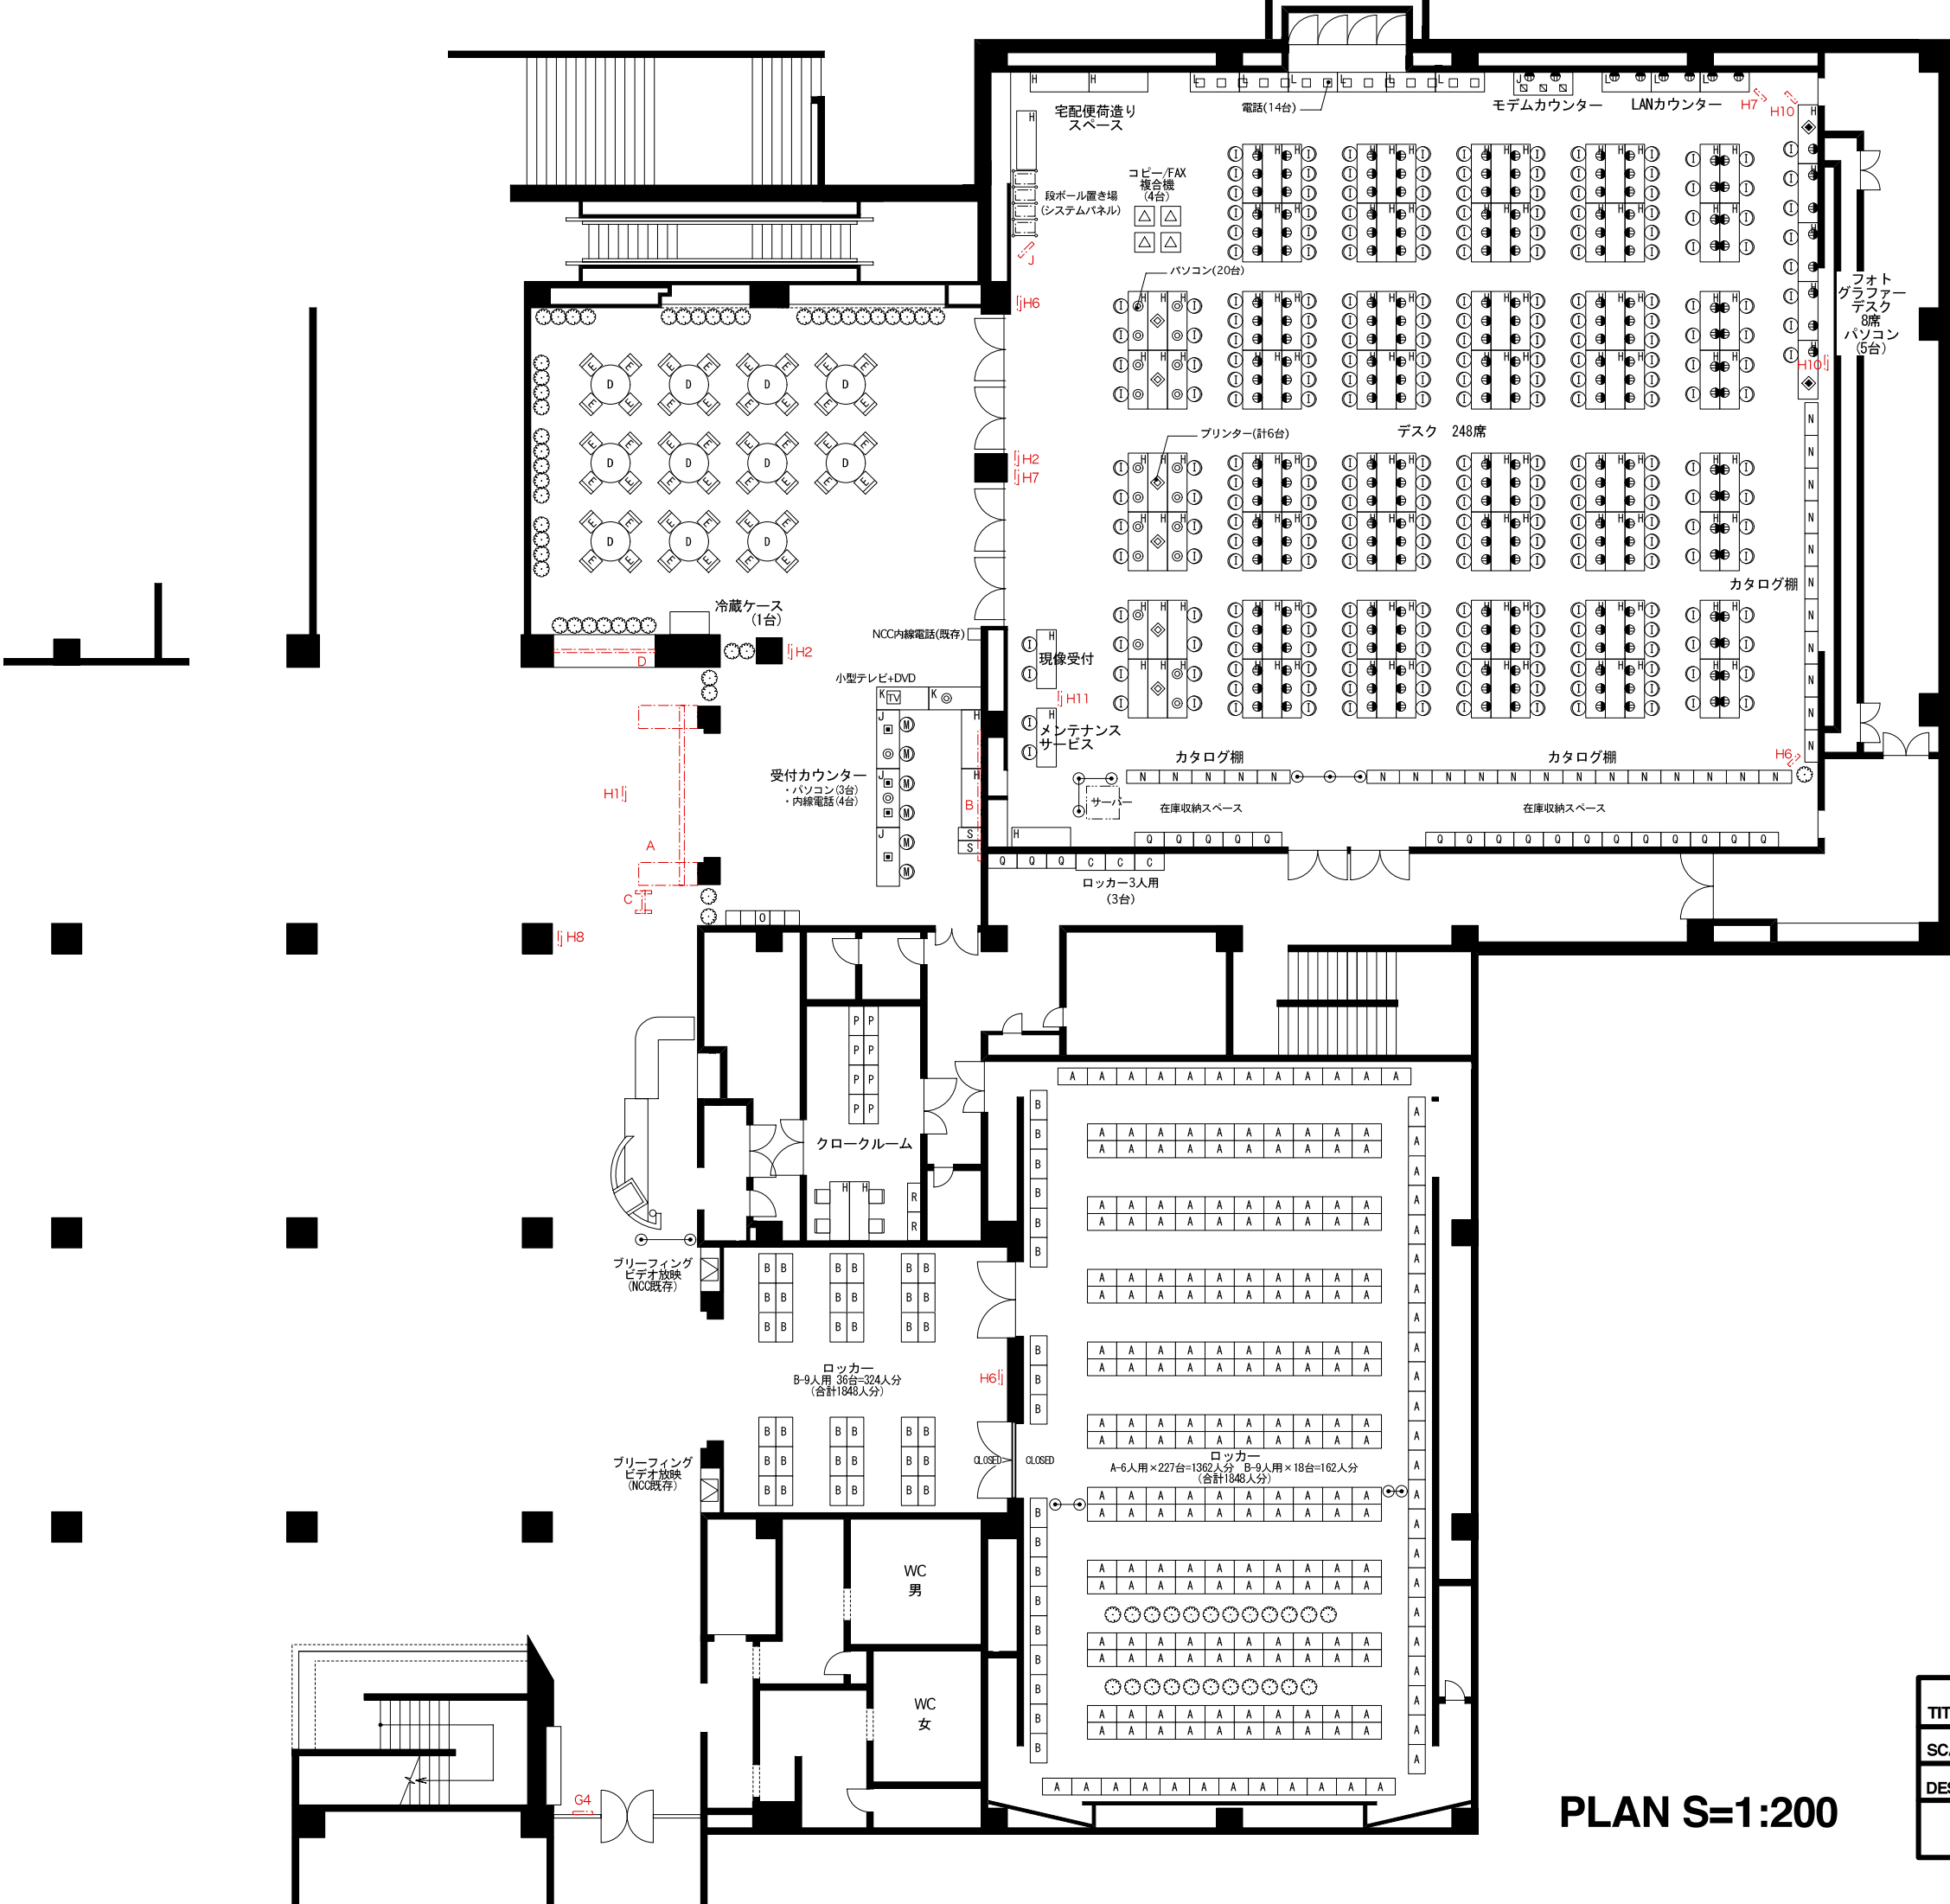 宅配便荷造り
スペース
電話(14台)
モデムカウンター
LANカウンター
H7
H10
コピー/FAX
複合機
(4台)
段ボール置き場
(システムパネル)
J
H6
パソコン(20台)
フォト
グラファー
デスク
8席
パソコン
(5台)
H10
プリンター(計6台)
デスク 248席
H2
H7
カタログ棚
冷蔵ケース
(1台)
NCC内線電話(既存)
H2
D
現像受付
小型テレビ+DVD
K TV K
H11
メンテナンス
サービス
H6
カタログ棚
カタログ棚
受付カウンター
・パソコン(3台)
・内線電話(4台)
H1
A
B
C
サーバー
在庫収納スペース
在庫収納スペース
S
S
N N N N N
N N N N N N N N N N N N N
Q Q Q Q Q
Q Q Q Q Q Q Q Q Q Q Q Q
Q Q Q C C C
ロッカー3人用
(3台)
O
H8
P P
P P
P P
P P
クロークルーム
H H
R
R
A A A A A A A A A A A A
ブリーフィング
ビデオ放映
(NCC既存)
B B B B B B
B B B B B B
B B B B B B
ロッカー
B-9人用 36台=324人分
(合計1848人分)
H6
B B B B B B
B B B B B B
B B B B B B
ブリーフィング
ビデオ放映
(NCC既存)
CLOSED
CLOSED
ロッカー
A-6人用×227台=1362人分 B-9人用×18台=162人分
(合計1848人分)
WC
男
WC
女
A A A A A A A A A A A A
G4
PLAN S=1:200